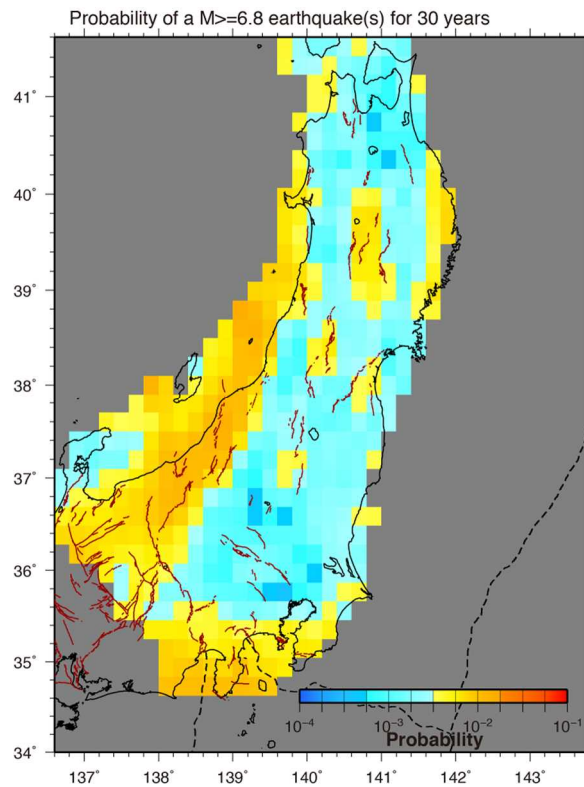 Probability of a M>=6.8 earthquake(s) for 30 years
41°
40°
39°
38°
37°
36°
35°
34°
10⁻⁴ 10⁻³ 10⁻² 10⁻¹
Probability
137° 138° 139° 140° 141° 142° 143°